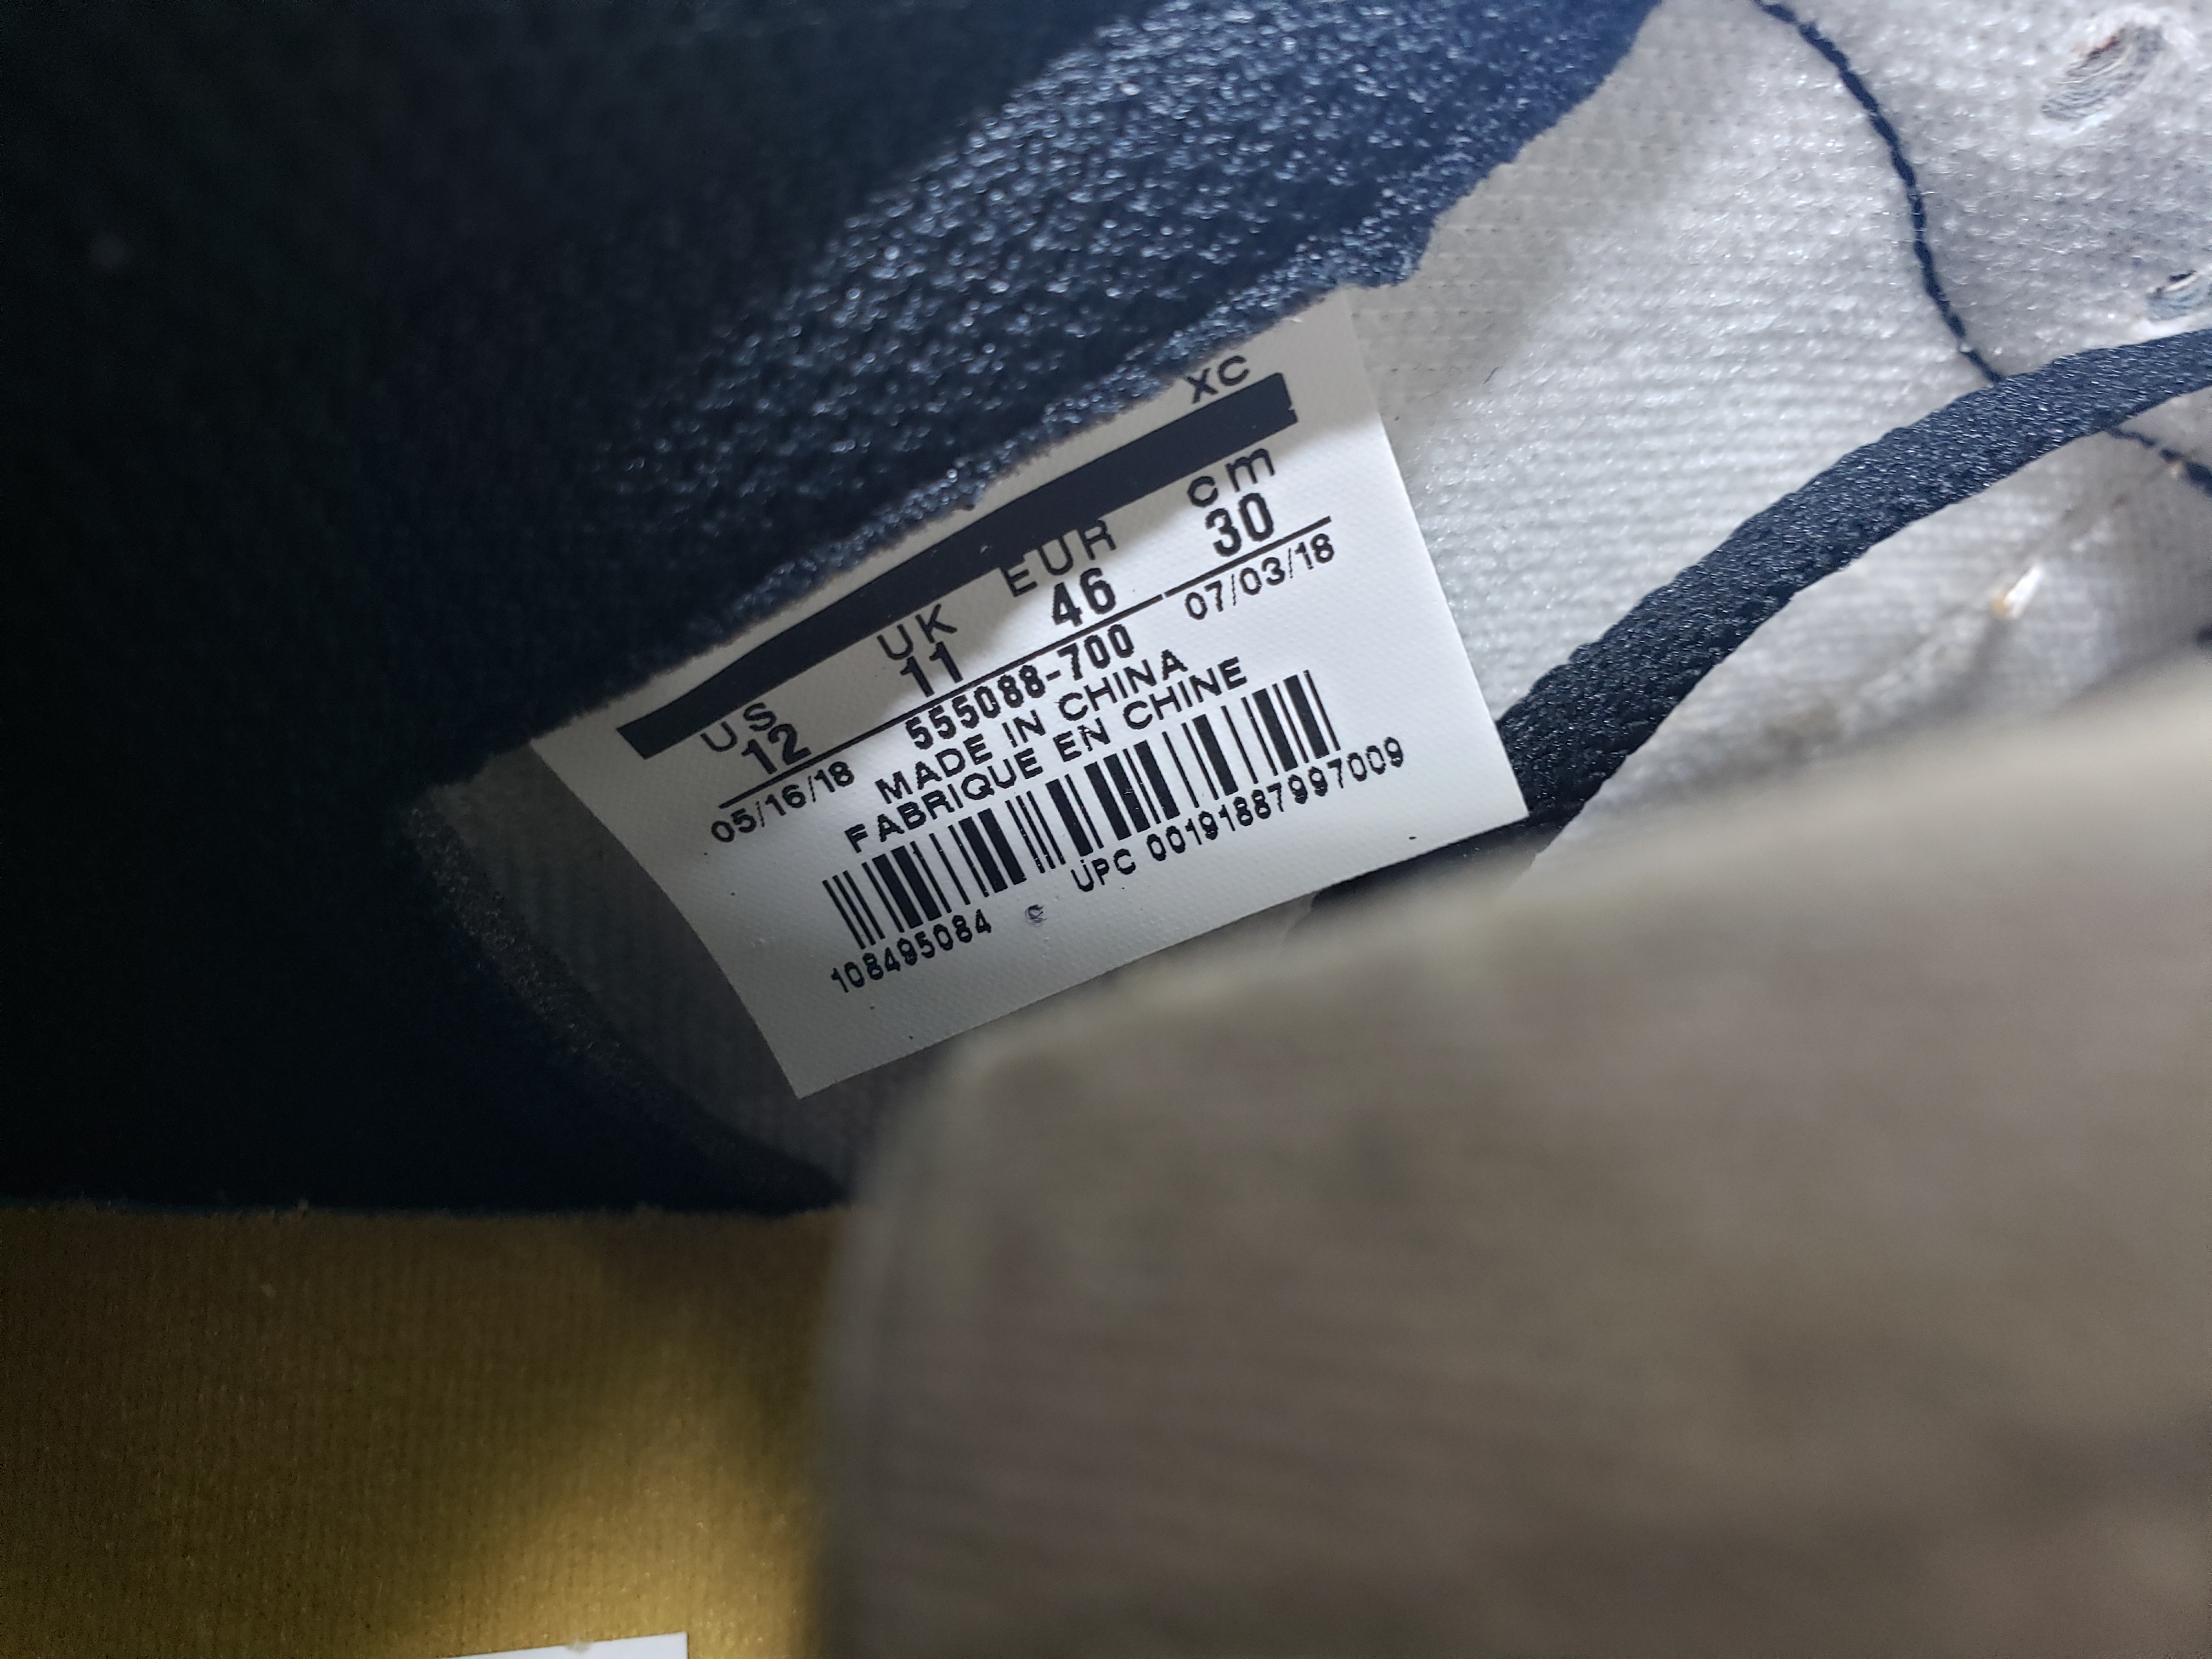 XC
US UK EUR cm
12 11 46 30
05/16/18 555088-700 07/03/18
MADE IN CHINA
FABRIQUE EN CHINE
108495084 UPC 00191887997009